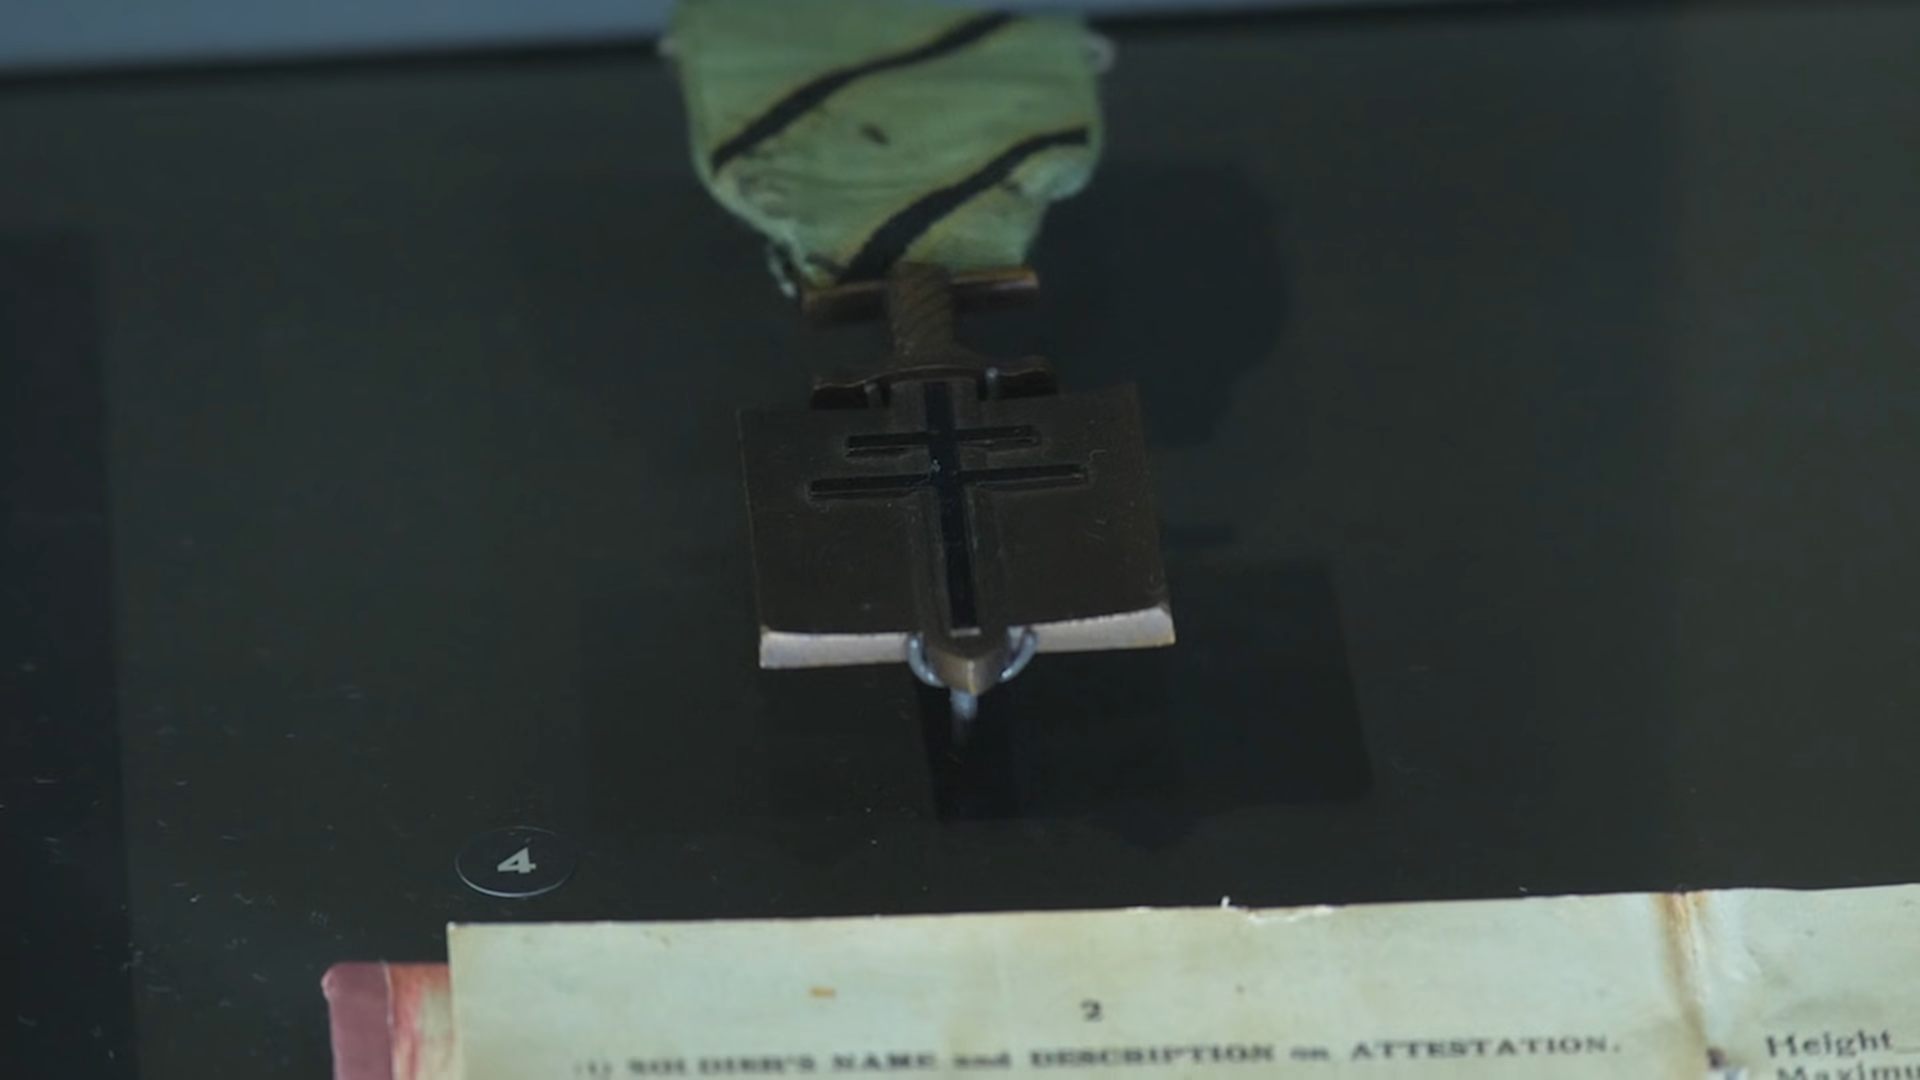 4
2
(1) SOLDIER'S NAME and DESCRIPTION on ATTESTATION.
Height